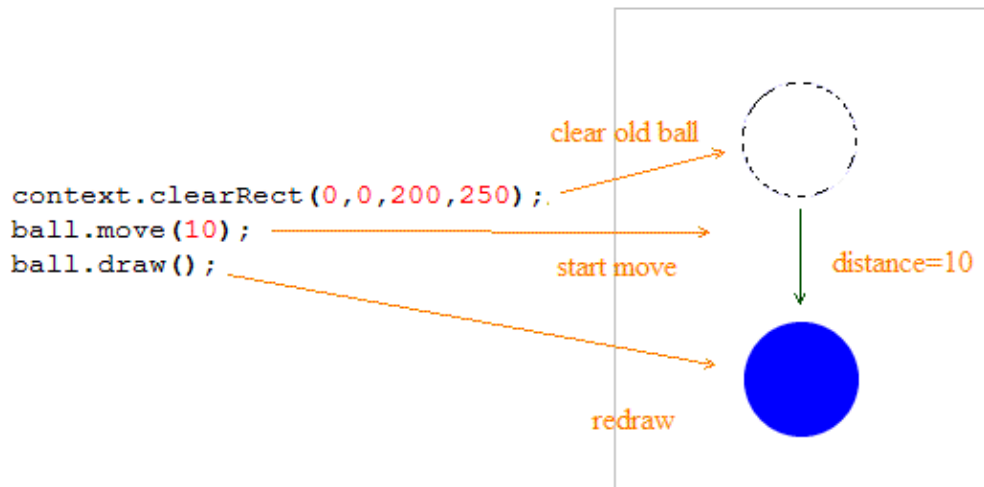 clear old ball
context.clearRect(0,0,200,250);
ball.move(10);
ball.draw();
start move
distance=10
redraw